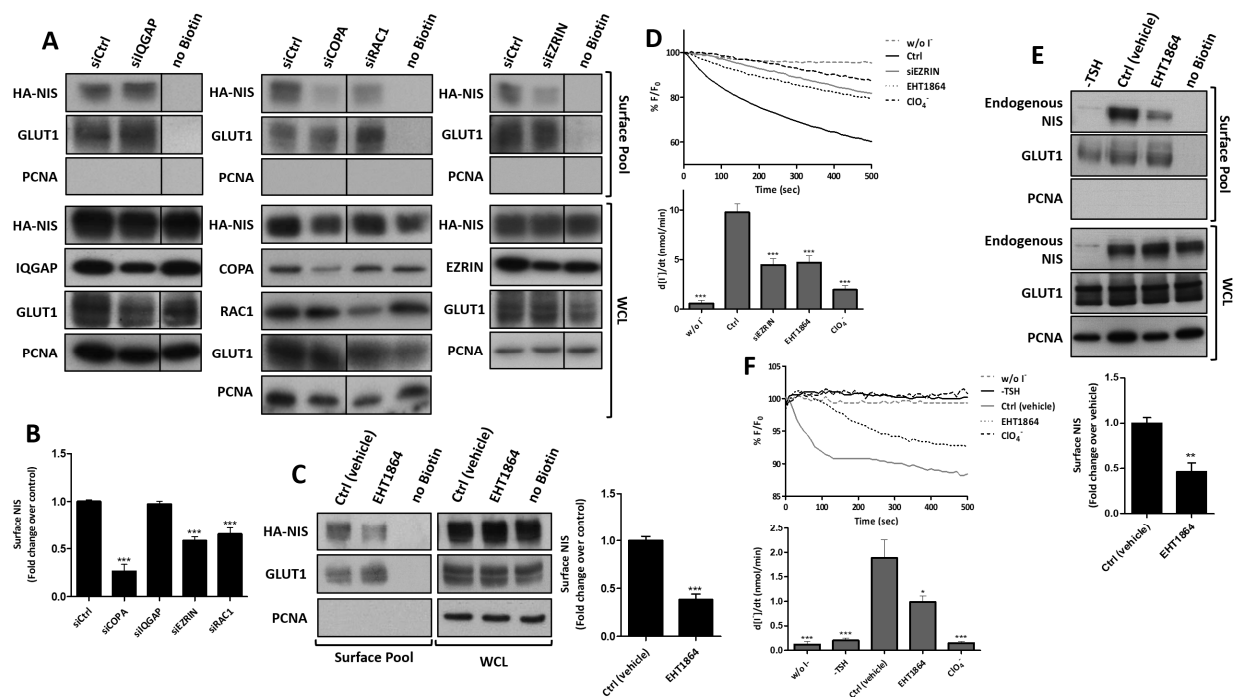 A
siCtrl
siIQGAP
no Biotin
HA-NIS
GLUT1
PCNA
HA-NIS
IQGAP
GLUT1
PCNA
siCtrl
siCOPA
siRAC1
no Biotin
HA-NIS
GLUT1
PCNA
HA-NIS
COPA
RAC1
GLUT1
PCNA
siCtrl
siEZRIN
no Biotin
HA-NIS
GLUT1
PCNA
HA-NIS
EZRIN
GLUT1
PCNA
Surface Pool
WCL
B
Surface NIS
(Fold change over control)
1.5
1.0
0.5
0.0
***
***
***
siCtrl
siCOPA
siIQGAP
siEZRIN
siRAC1
C
Ctrl (vehicle)
EHT1864
no Biotin
Ctrl (vehicle)
EHT1864
no Biotin
HA-NIS
GLUT1
PCNA
Surface Pool
WCL
Surface NIS
(Fold change over control)
1.5
1.0
0.5
0.0
***
Ctrl (vehicle)
EHT1864
D
% F/F₀
100
80
60
0
100
200
300
400
500
Time (sec)
w/o I⁻
Ctrl
siEZRIN
EHT1864
ClO₄⁻
d[I⁻]/dt (nmol/min)
10
5
0
***
***
***
***
w/o I⁻
Ctrl
siEZRIN
EHT1864
ClO₄⁻
E
-TSH
Ctrl (vehicle)
EHT1864
no Biotin
Endogenous
NIS
GLUT1
PCNA
Endogenous
NIS
GLUT1
PCNA
Surface Pool
WCL
Surface NIS
(Fold change over vehicle)
1.5
1.0
0.5
0.0
**
Ctrl (vehicle)
EHT1864
F
% F/F₀
105
100
95
90
85
0
100
200
300
400
500
Time (sec)
w/o I⁻
-TSH
Ctrl (vehicle)
EHT1864
ClO₄⁻
d[I⁻]/dt (nmol/min)
2.5
2.0
1.5
1.0
0.5
0.0
***
***
*
***
w/o I-
-TSH
Ctrl (vehicle)
EHT1864
ClO₄⁻